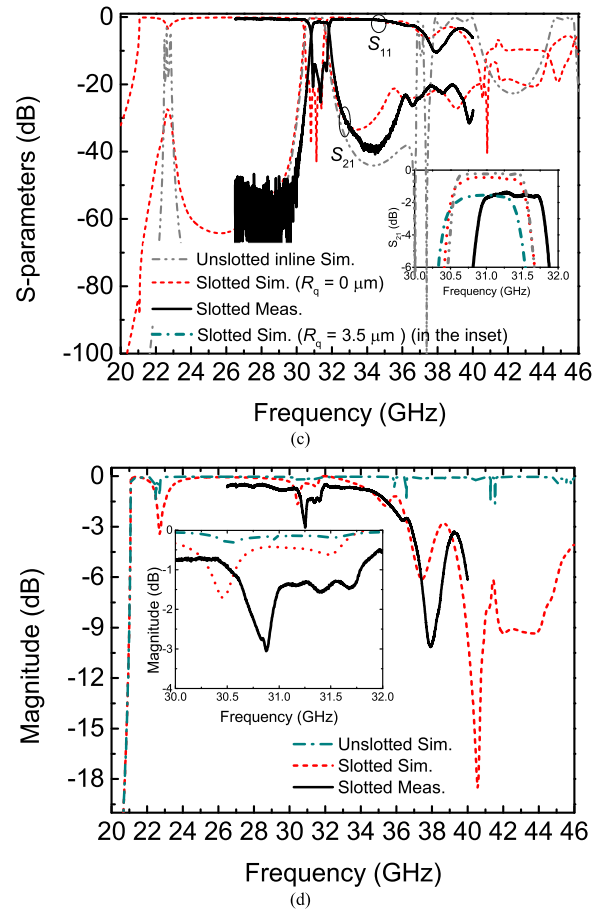 0
-20
-40
-60
-80
-100
S-parameters (dB)
S11
S21
Unslotted inline Sim.
Slotted Sim. (Rq = 0 μm)
Slotted Meas.
Slotted Sim. (Rq = 3.5 μm ) (in the inset)
0
-2
-4
-6
S21 (dB)
30.0 30.5 31.0 31.5 32.0
Frequency (GHz)
20 22 24 26 28 30 32 34 36 38 40 42 44 46
Frequency (GHz)
(c)
0
-3
-6
-9
-12
-15
-18
Magnitude (dB)
0
-1
-2
-3
-4
Magnitude (dB)
30.0 30.5 31.0 31.5 32.0
Frequency (GHz)
Unslotted Sim.
Slotted Sim.
Slotted Meas.
20 22 24 26 28 30 32 34 36 38 40 42 44 46
Frequency (GHz)
(d)